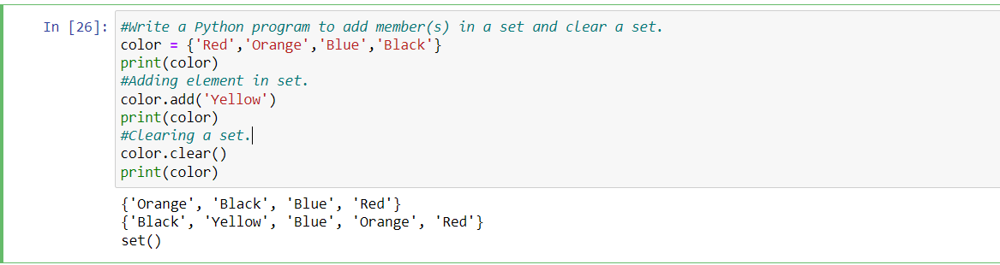 In [26]: #Write a Python program to add member(s) in a set and clear a set.
color = {'Red','Orange','Blue','Black'}
print(color)
#Adding element in set.
color.add('Yellow')
print(color)
#Clearing a set.
color.clear()
print(color)
{'Orange', 'Black', 'Blue', 'Red'}
{'Black', 'Yellow', 'Blue', 'Orange', 'Red'}
set()